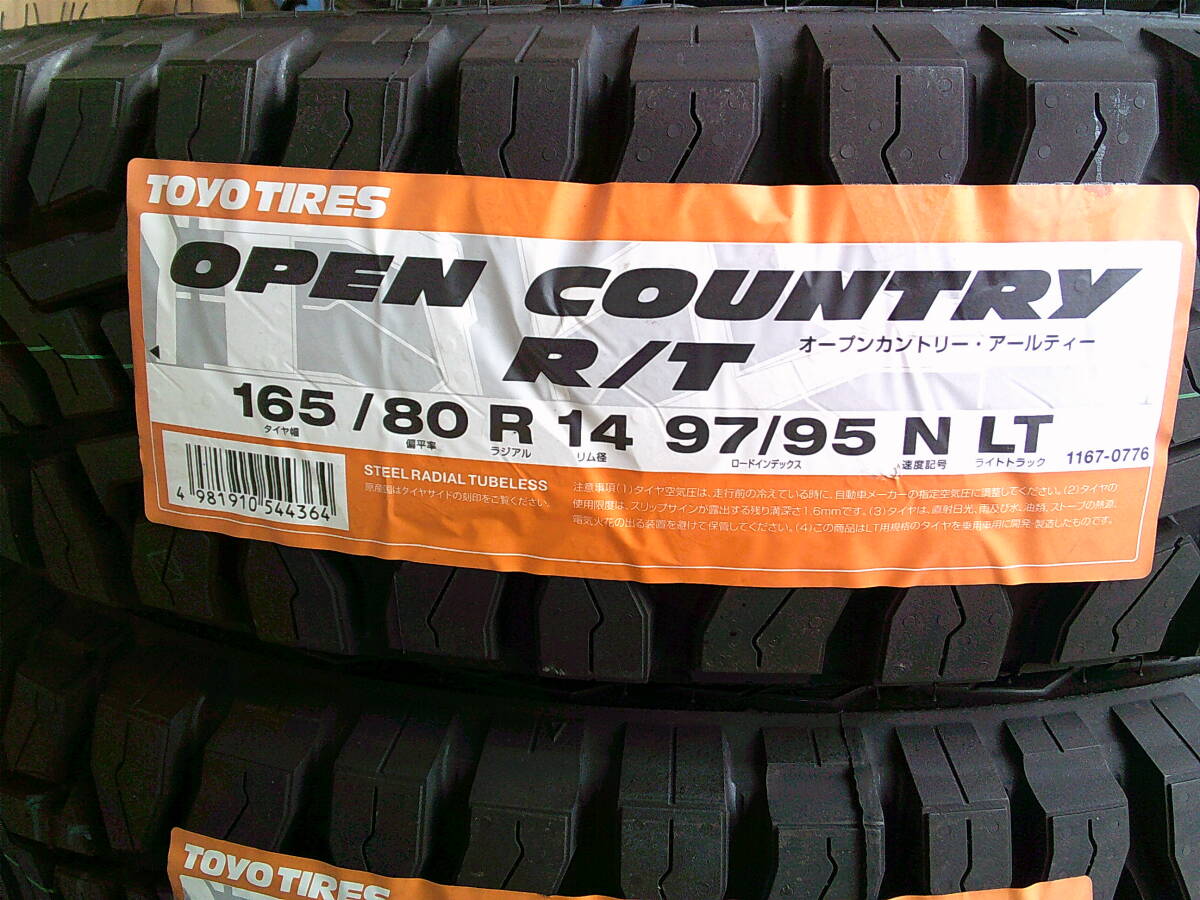 TOYO TIRES
OPEN COUNTRY
R/T オープンカントリー・アールティー
165 / 80 R 14 97/95 N LT
タイヤ幅 偏平率 ラジアル リム径 ロードインデックス 速度記号 ライトトラック 1167-0776
4 981910 544364
STEEL RADIAL TUBELESS
原産国はタイヤサイドの刻印をご覧ください。
注意事項(1)タイヤ空気圧は、走行前の冷えている時に、自動車メーカーの指定空気圧に調整してください。(2)タイヤの
使用限度は、スリップサインが露出する残り溝深さ1.6mmです。(3)タイヤは、直射日光、雨及び水、油類、ストーブの熱源、
電気火花の出る装置を避けて保管してください。(4)この商品はLT用規格のタイヤを乗用車用に開発・製造したものです。
TOYO TIRES